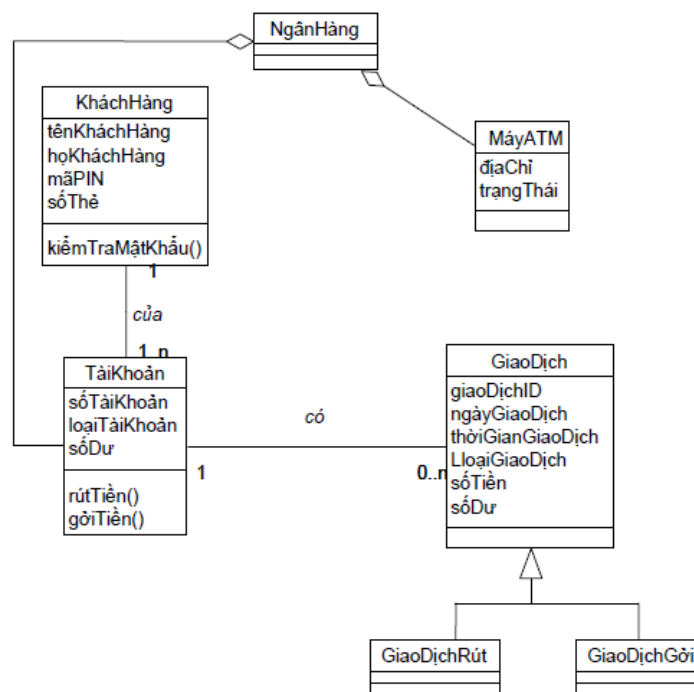 NgânHàng
KháchHàng
tênKháchHàng
họKháchHàng
mãPIN
sốThẻ
kiểmTraMậtKhẩu()
MáyATM
địaChỉ
trạngThái
1
của
1..n
TàiKhoản
sốTàiKhoản
loạiTàiKhoản
sốDư
rútTiền()
gởiTiền()
có
1
0..n
GiaoDịch
giaoDịchID
ngàyGiaoDịch
thờiGianGiaoDịch
LloạiGiaoDịch
sốTiền
sốDư
GiaoDịchRút
GiaoDịchGởi